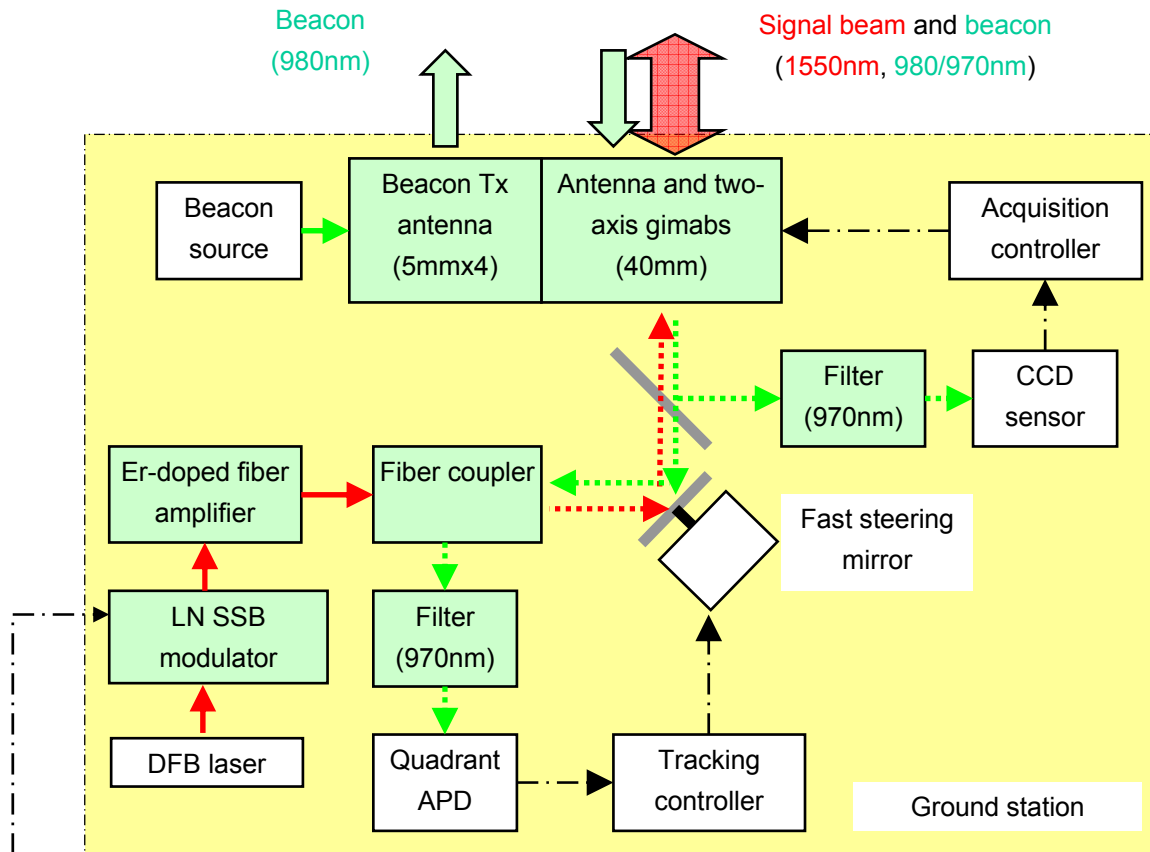 Beacon
(980nm)
Signal beam and beacon
(1550nm, 980/970nm)
Beacon
source
Beacon Tx
antenna
(5mmx4)
Antenna and two-
axis gimabs
(40mm)
Acquisition
controller
Filter
(970nm)
CCD
sensor
Er-doped fiber
amplifier
Fiber coupler
Fast steering
mirror
LN SSB
modulator
Filter
(970nm)
DFB laser
Quadrant
APD
Tracking
controller
Ground station